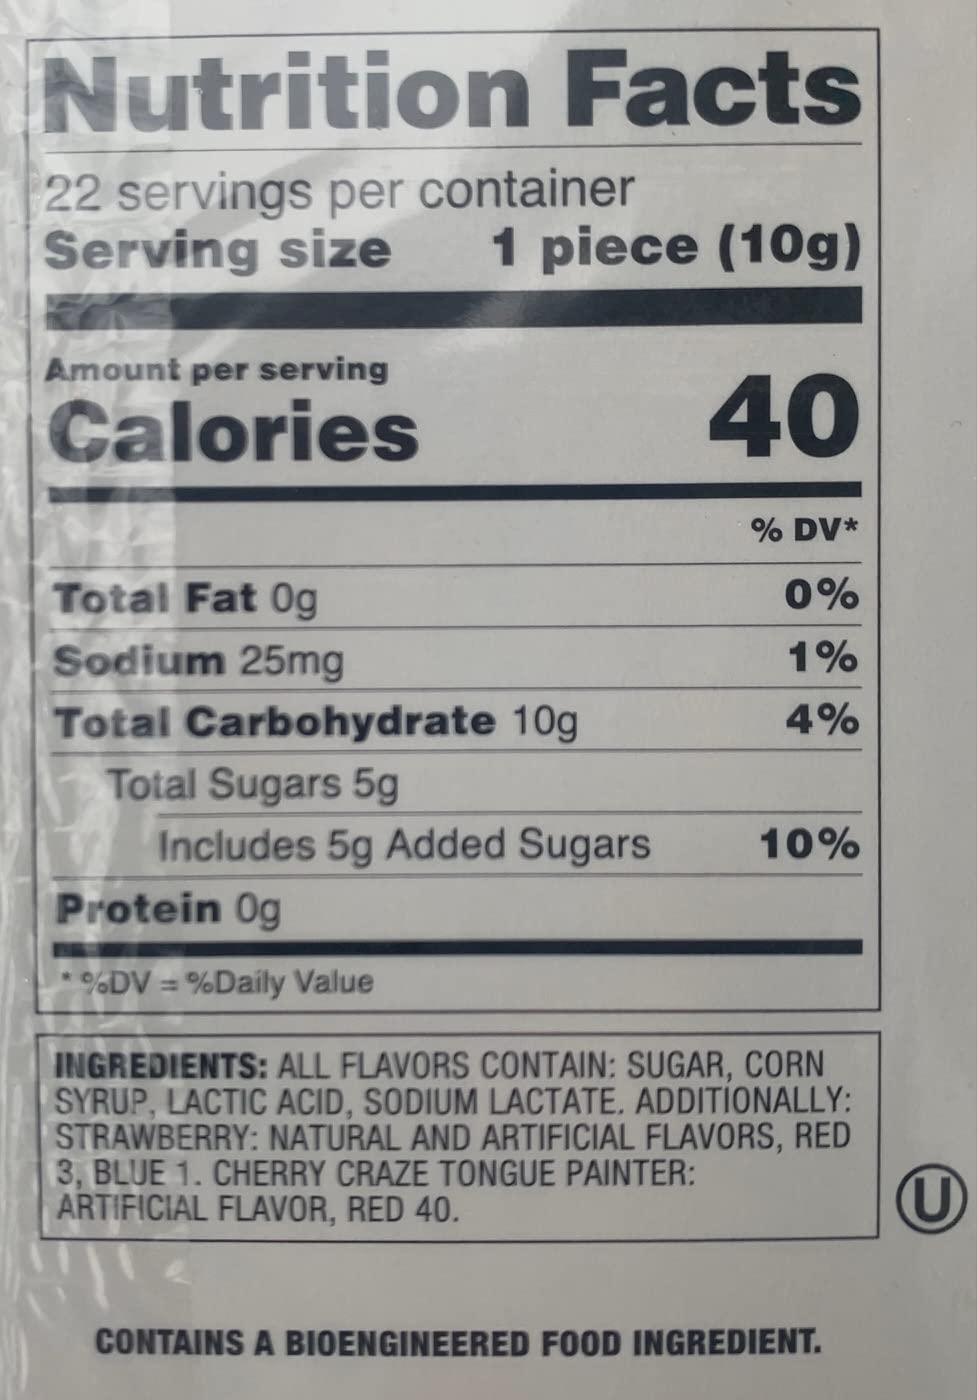 Nutrition Facts
22 servings per container
Serving size 1 piece (10g)
Amount per serving
Calories 40
% DV*
Total Fat 0g 0%
Sodium 25mg 1%
Total Carbohydrate 10g 4%
Total Sugars 5g
Includes 5g Added Sugars 10%
Protein 0g
* %DV = %Daily Value
INGREDIENTS: ALL FLAVORS CONTAIN: SUGAR, CORN
SYRUP, LACTIC ACID, SODIUM LACTATE. ADDITIONALLY:
STRAWBERRY: NATURAL AND ARTIFICIAL FLAVORS, RED
3, BLUE 1. CHERRY CRAZE TONGUE PAINTER:
ARTIFICIAL FLAVOR, RED 40.
U
CONTAINS A BIOENGINEERED FOOD INGREDIENT.